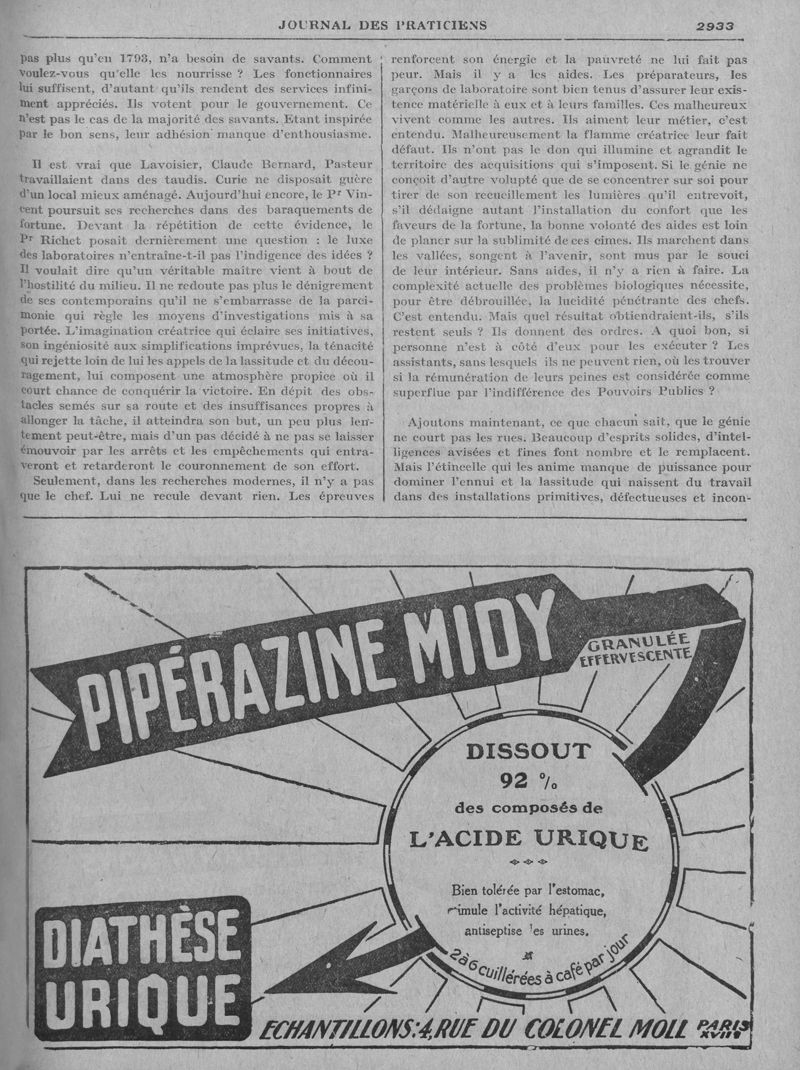 JOURNAL DES PRATICIENS
2933
pas plus qu'en 1793, n'a besoin de savants. Comment
voulez-vous qu'elle les nourrisse ? Les fonctionnaires
lui suffisent, d'autant qu'ils rendent des services infini-
ment appréciés. Ils votent pour le gouvernement. Ce
n'est pas le cas de la majorité des savants. Etant inspirée
par le bon sens, leur adhésion manque d'enthousiasme.
Il est vrai que Lavoisier, Claude Bernard, Pasteur
travaillaient dans des taudis. Curie ne disposait guère
d'un local mieux aménagé. Aujourd'hui encore, le Pr Vin-
cent poursuit ses recherches dans des baraquements de
fortune. Devant la répétition de cette évidence, le
Pr Richet posait dernièrement une question : le luxe
des laboratoires n'entraîne-t-il pas l'indigence des idées ?
Il voulait dire qu'un véritable maître vient à bout de
l'hostilité du milieu. Il ne redoute pas plus le dénigrement
de ses contemporains qu'il ne s'embarrasse de la parci-
monie qui règle les moyens d'investigations mis à sa
portée. L'imagination créatrice qui éclaire ses initiatives,
son ingéniosité aux simplifications imprévues, la ténacité
qui rejette loin de lui les appels de la lassitude et du décou-
ragement, lui composent une atmosphère propice où il
court chance de conquérir la victoire. En dépit des obs-
tacles semés sur sa route et des insuffisances propres à
allonger la tâche, il atteindra son but, un peu plus len-
tement peut-être, mais d'un pas décidé à ne pas se laisser
émouvoir par les arrêts et les empêchements qui entra-
veront et retarderont le couronnement de son effort.
Seulement, dans les recherches modernes, il n'y a pas
que le chef. Lui ne recule devant rien. Les épreuves
renforcent son énergie et la pauvreté ne lui fait pas
peur. Mais il y a les aides. Les préparateurs, les
garçons de laboratoire sont bien tenus d'assurer leur exis-
tence matérielle à eux et à leurs familles. Ces malheureux
vivent comme les autres. Ils aiment leur métier, c'est
entendu. Malheureusement la flamme créatrice leur fait
défaut. Ils n'ont pas le don qui illumine et agrandit le
territoire des acquisitions qui s'imposent. Si le génie ne
conçoit d'autre volupté que de se concentrer sur soi pour
tirer de son recueillement les lumières qu'il entrevoit,
s'il dédaigne autant l'installation du confort que les
faveurs de la fortune, la bonne volonté des aides est loin
de planer sur la sublimité de ces cimes. Ils marchent dans
les vallées, songent à l'avenir, sont mus par le souci
de leur intérieur. Sans aides, il n'y a rien à faire. La
complexité actuelle des problèmes biologiques nécessite,
pour être débrouillée, la lucidité pénétrante des chefs.
C'est entendu. Mais quel résultat obtiendraient-ils, s'ils
restent seuls ? Ils donnent des ordres. A quoi bon, si
personne n'est à côté d'eux pour les exécuter ? Les
assistants, sans lesquels ils ne peuvent rien, où les trouver
si la rémunération de leurs peines est considérée comme
superflue par l'indifférence des Pouvoirs Publics ?
Ajoutons maintenant, ce que chacun sait, que le génie
ne court pas les rues. Beaucoup d'esprits solides, d'intel-
ligences avisées et fines font nombre et le remplacent.
Mais l'étincelle qui les anime manque de puissance pour
dominer l'ennui et la lassitude qui naissent du travail
dans des installations primitives, défectueuses et incon-
PIPÉRAZINE MIDY
GRANULÉE
EFFERVESCENTE
DISSOUT
92 %
des composés de
L'ACIDE URIQUE
Bien tolérée par l'estomac,
imule l'activité hépatique,
antiseptise es urines.
2 à 6 cuillérées à café par jour
DIATHÈSE
URIQUE
ECHANTILLONS: 4, RUE DU COLONEL MOLL PARIS
XVIIe